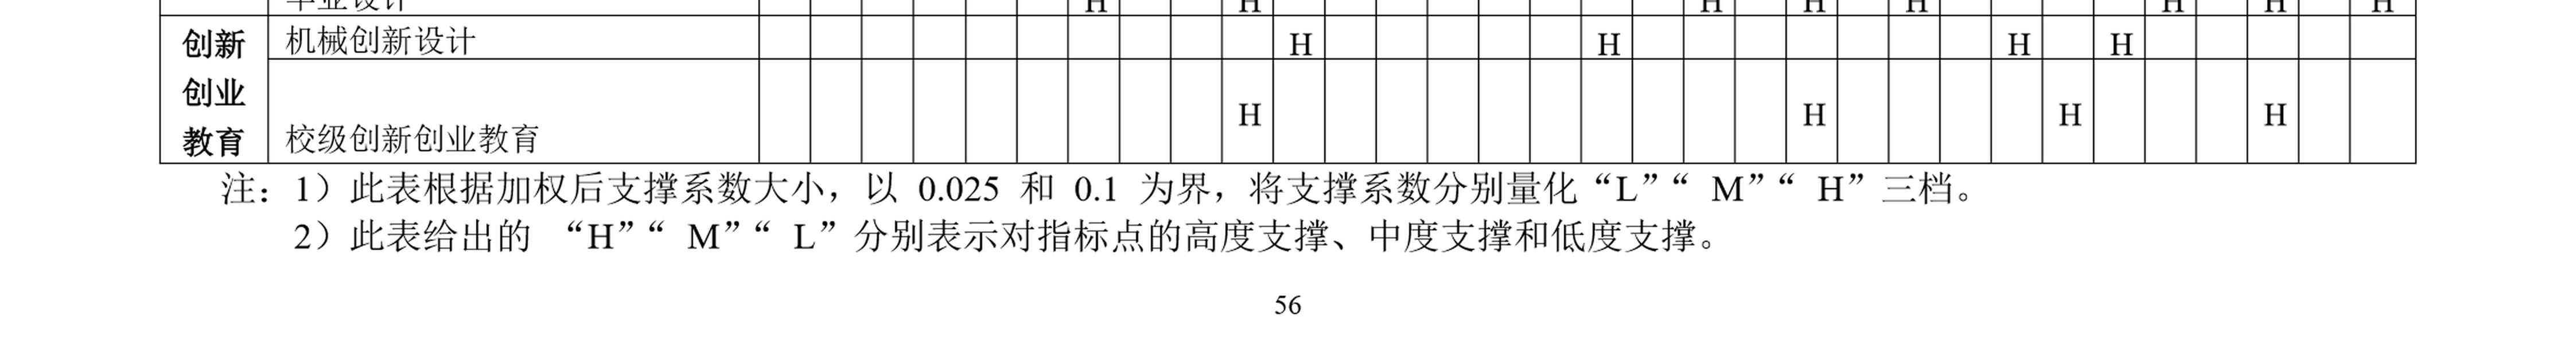 毕业设计 H H H H H H H H
创新创业教育
机械创新设计 H H H H
校级创新创业教育 H H H H
注：1）此表根据加权后支撑系数大小，以 0.025 和 0.1 为界，将支撑系数分别量化“L”“ M”“ H”三档。
2）此表给出的 “H”“ M”“ L”分别表示对指标点的高度支撑、中度支撑和低度支撑。
56